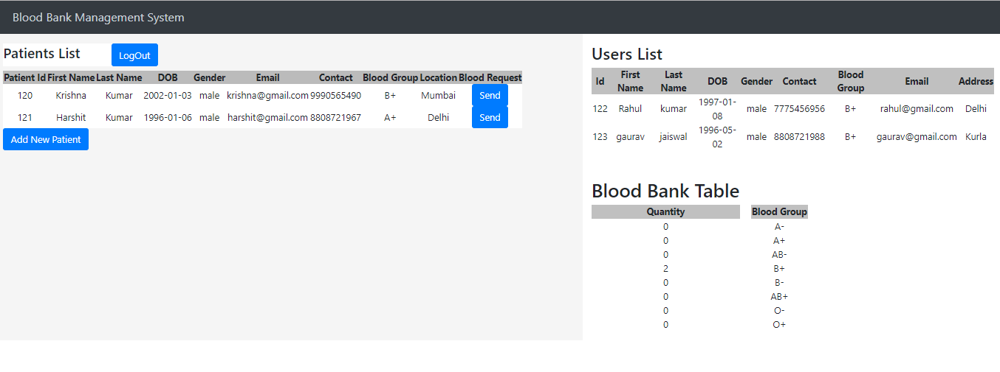 Blood Bank Management System
Patients List LogOut
Patient Id First Name Last Name DOB Gender Email Contact Blood Group Location Blood Request
120 Krishna Kumar 2002-01-03 male krishna@gmail.com 9990565490 B+ Mumbai Send
121 Harshit Kumar 1996-01-06 male harshit@gmail.com 8808721967 A+ Delhi Send
Add New Patient
Users List
Id First Name Last Name DOB Gender Contact Blood Group Email Address
122 Rahul kumar 1997-01-08 male 7775456956 B+ rahul@gmail.com Delhi
123 gaurav jaiswal 1996-05-02 male 8808721988 B+ gaurav@gmail.com Kurla
Blood Bank Table
Quantity Blood Group
0 A-
0 A+
0 AB-
2 B+
0 B-
0 AB+
0 O-
0 O+